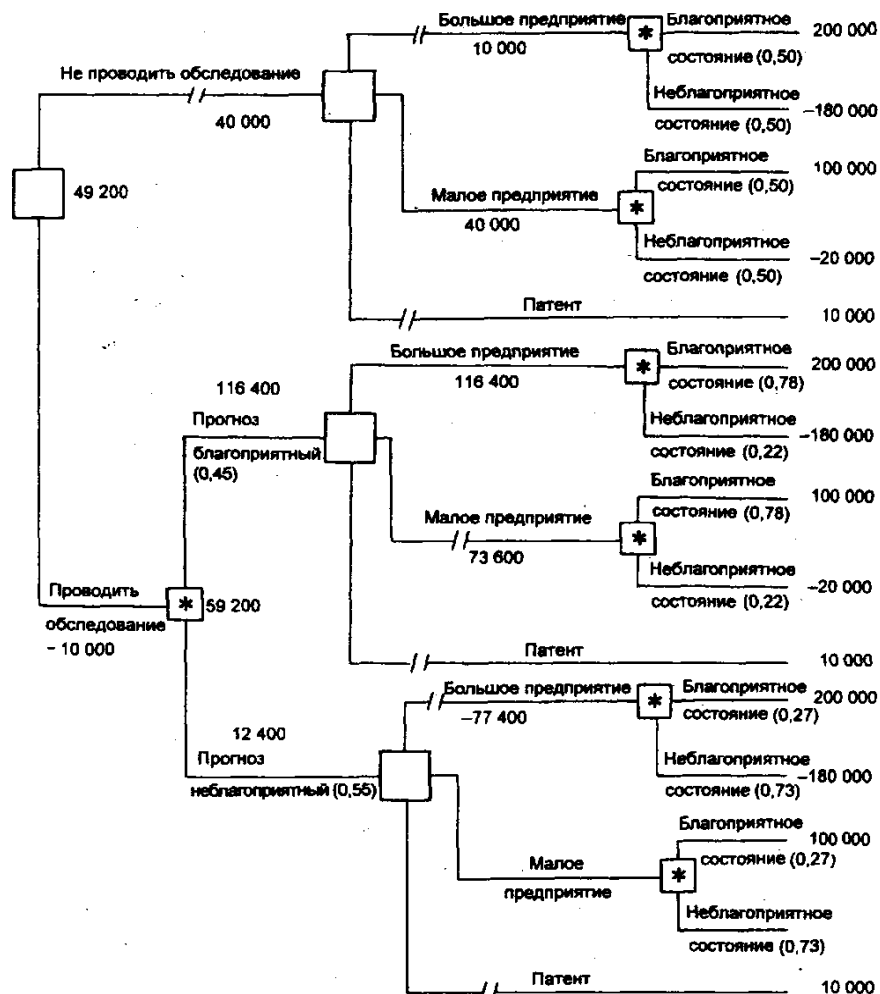 Большое предприятие
10 000
*
Благоприятное
состояние (0,50)
200 000
Неблагоприятное
состояние (0,50)
–180 000
Не проводить обследование
40 000
49 200
Малое предприятие
40 000
*
Благоприятное
состояние (0,50)
100 000
Неблагоприятное
состояние (0,50)
–20 000
Патент
10 000
Большое предприятие
116 400
*
Благоприятное
состояние (0,78)
200 000
Неблагоприятное
состояние (0,22)
–180 000
116 400
Прогноз
благоприятный
(0,45)
Малое предприятие
73 600
*
Благоприятное
состояние (0,78)
100 000
Неблагоприятное
состояние (0,22)
–20 000
Проводить
обследование
– 10 000
*
59 200
Патент
10 000
Большое предприятие
–77 400
*
Благоприятное
состояние (0,27)
200 000
Неблагоприятное
состояние (0,73)
–180 000
12 400
Прогноз
неблагоприятный (0,55)
Малое
предприятие
*
Благоприятное
состояние (0,27)
100 000
Неблагоприятное
состояние (0,73)
Патент
10 000